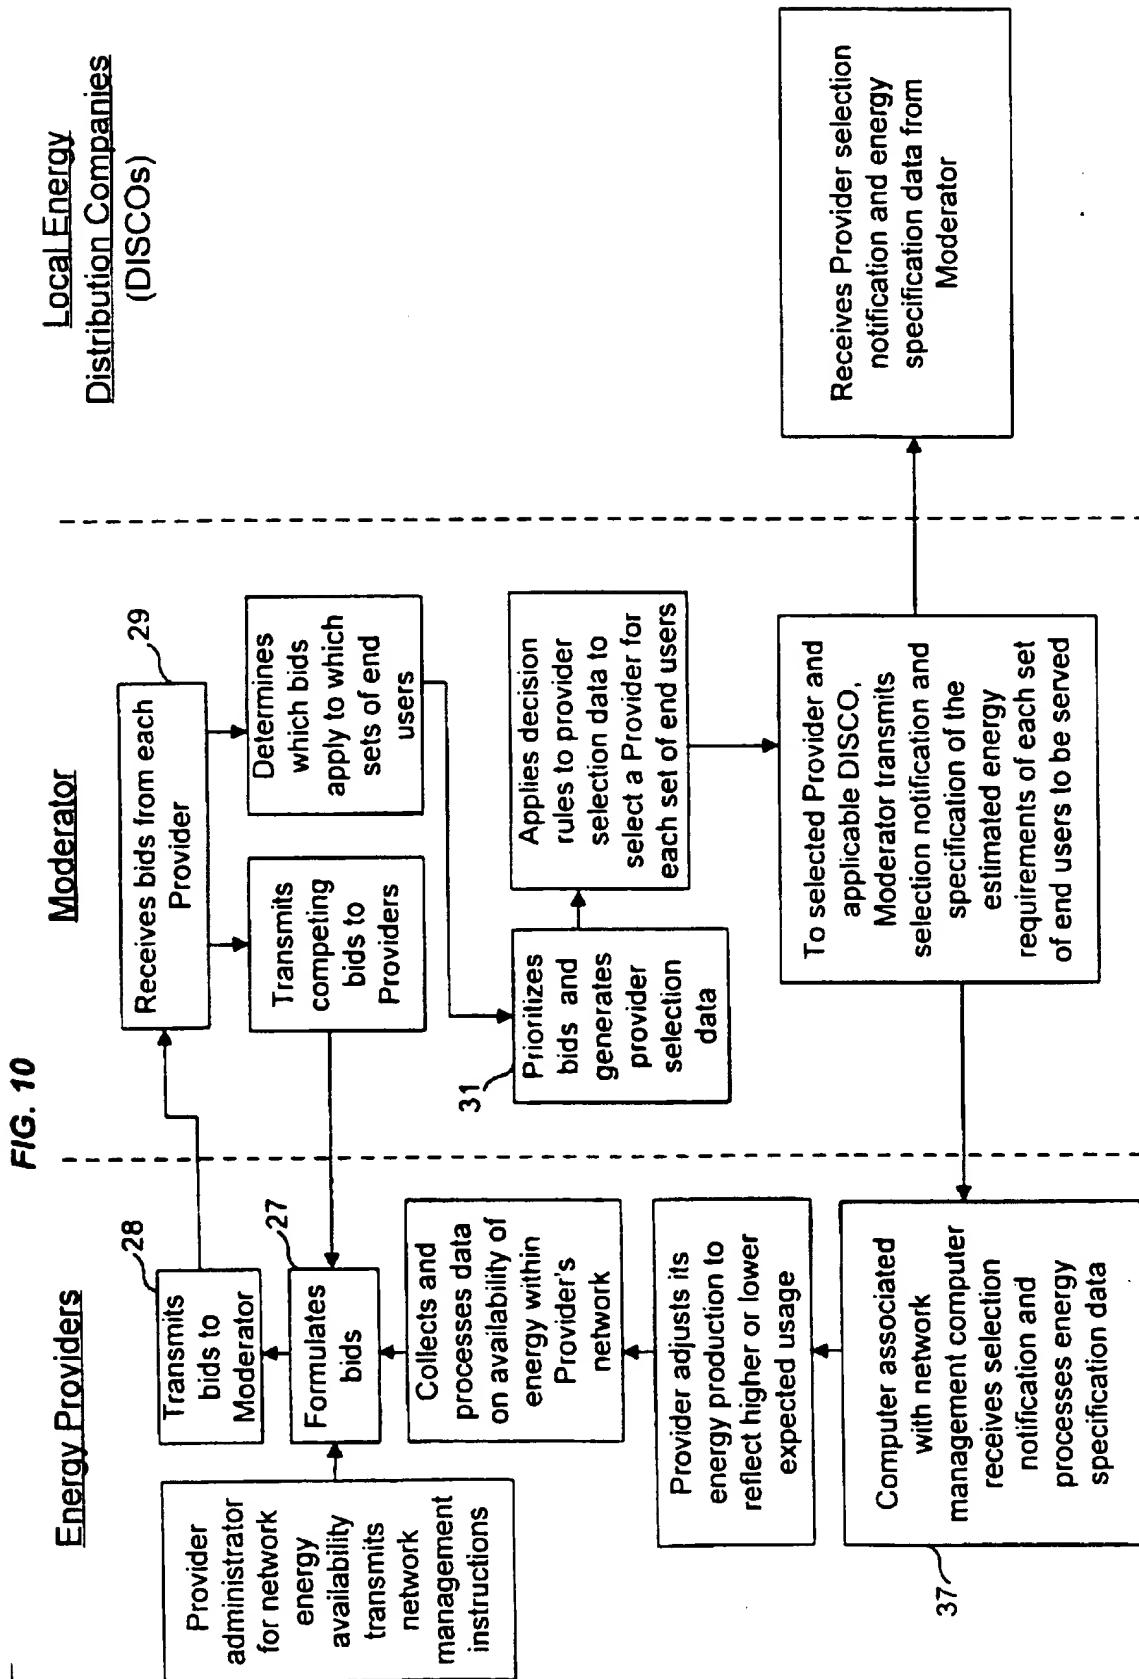 FIG. 10
Energy Providers
Moderator
Local Energy
Distribution Companies
(DISCOs)
Provider
administrator
for network
energy
availability
transmits
network
management
instructions
28
Transmits
bids to
Moderator
27
Formulates
bids
Collects and
processes data
on availability of
energy within
Provider's
network
Provider adjusts its
energy production to
reflect higher or lower
expected usage
Computer associated
with network
management computer
receives selection
notification and
processes energy
specification data
37
29
Receives bids from each
Provider
Transmits
competing
bids to
Providers
Determines
which bids
apply to which
sets of end
users
31
Prioritizes
bids and
generates
provider
selection
data
Applies decision
rules to provider
selection data to
select a Provider for
each set of end users
To selected Provider and
applicable DISCO,
Moderator transmits
selection notification and
specification of the
estimated energy
requirements of each set
of end users to be served
Receives Provider selection
notification and energy
specification data from
Moderator